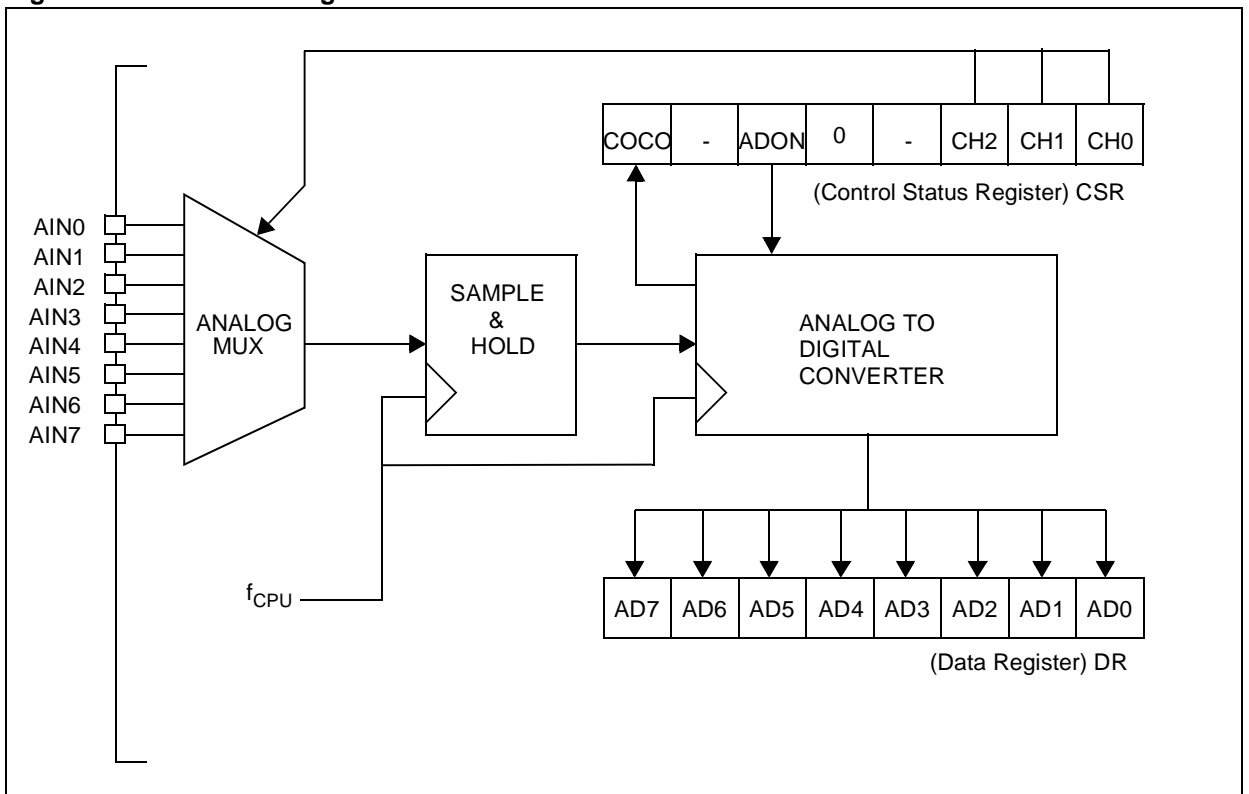 COCO - ADON 0 - CH2 CH1 CH0
(Control Status Register) CSR
AIN0
AIN1
AIN2
AIN3
AIN4
AIN5
AIN6
AIN7
ANALOG
MUX
SAMPLE
&
HOLD
ANALOG TO
DIGITAL
CONVERTER
fCPU
AD7 AD6 AD5 AD4 AD3 AD2 AD1 AD0
(Data Register) DR